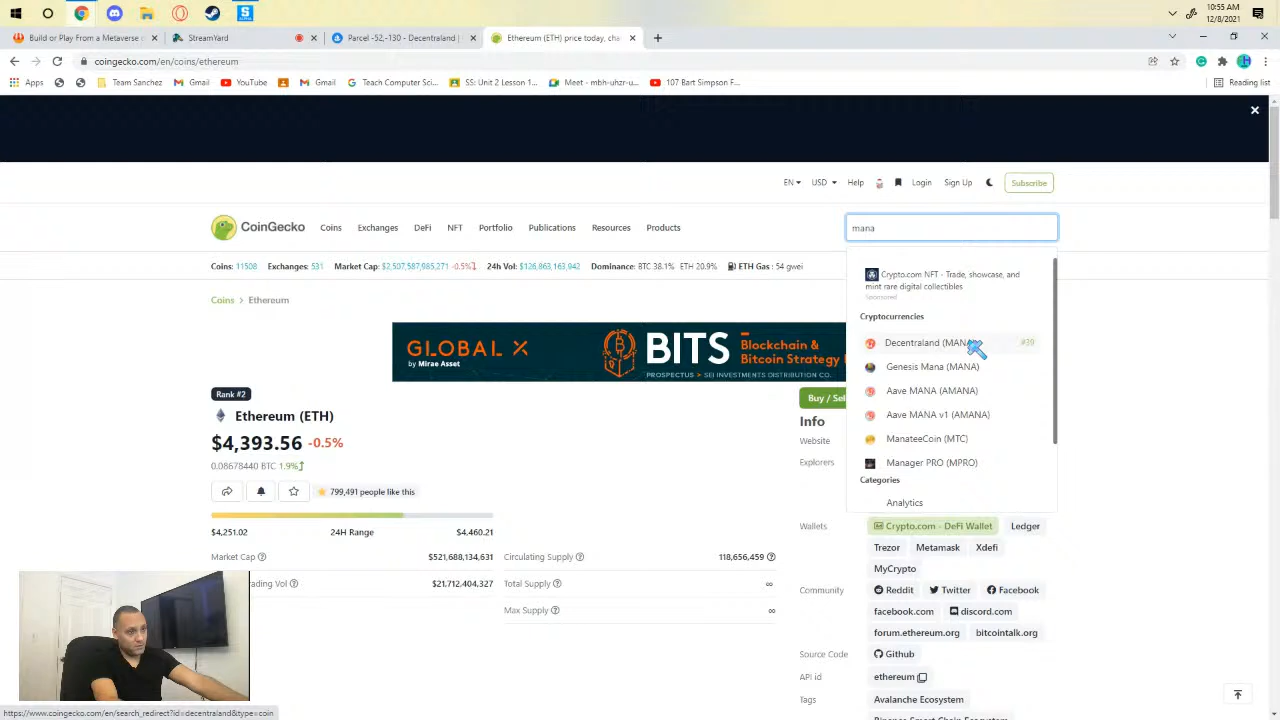 10:55 AM
12/8/2021
Build or Play From a Metaverse
StreamYard
Parcel -52,-130 - Decentraland |
Ethereum (ETH) price today, cha
coingecko.com/en/coins/ethereum
Apps Team Sanchez Gmail YouTube Gmail Teach Computer Sci... SS: Unit 2 Lesson 1... Meet - mbh-uhzr-u... 107 Bart Simpson F... Reading list
EN USD Help Login Sign Up Subscribe
CoinGecko Coins Exchanges DeFi NFT Portfolio Publications Resources Products
mana
Coins: 11508 Exchanges: 531 Market Cap: $2,507,587,985,271 -0.5% 24h Vol: $126,863,163,942 Dominance: BTC 38.1% ETH 20.9% ETH Gas: 54 gwei
Crypto.com NFT - Trade, showcase, and
mint rare digital collectibles
Sponsored
Cryptocurrencies
Decentraland (MANA #39
Genesis Mana (MANA)
Aave MANA (AMANA)
Aave MANA v1 (AMANA)
ManateeCoin (MTC)
Manager PRO (MPRO)
Categories
Analytics
Coins > Ethereum
GLOBAL X
by Mirae Asset
BITS
Blockchain &
Bitcoin Strategy
PROSPECTUS > SEI INVESTMENTS DISTRIBUTION CO.
Rank #2
Ethereum (ETH)
$4,393.56 -0.5%
0.08678440 BTC 1.9%
799,491 people like this
$4,251.02 24H Range $4,460.21
Market Cap $521,688,134,631
ading Vol $21,712,404,327
Circulating Supply 118,656,459
Total Supply ∞
Max Supply ∞
Buy / Sel
Info
Website
Explorers
Wallets Crypto.com - DeFi Wallet Ledger
Trezor Metamask Xdefi
MyCrypto
Community Reddit Twitter Facebook
facebook.com discord.com
forum.ethereum.org bitcointalk.org
Source Code Github
API id ethereum
Tags Avalanche Ecosystem
Binance Smart Chain Ecosystem
https://www.coingecko.com/en/search_redirect?id=decentraland&type=coin